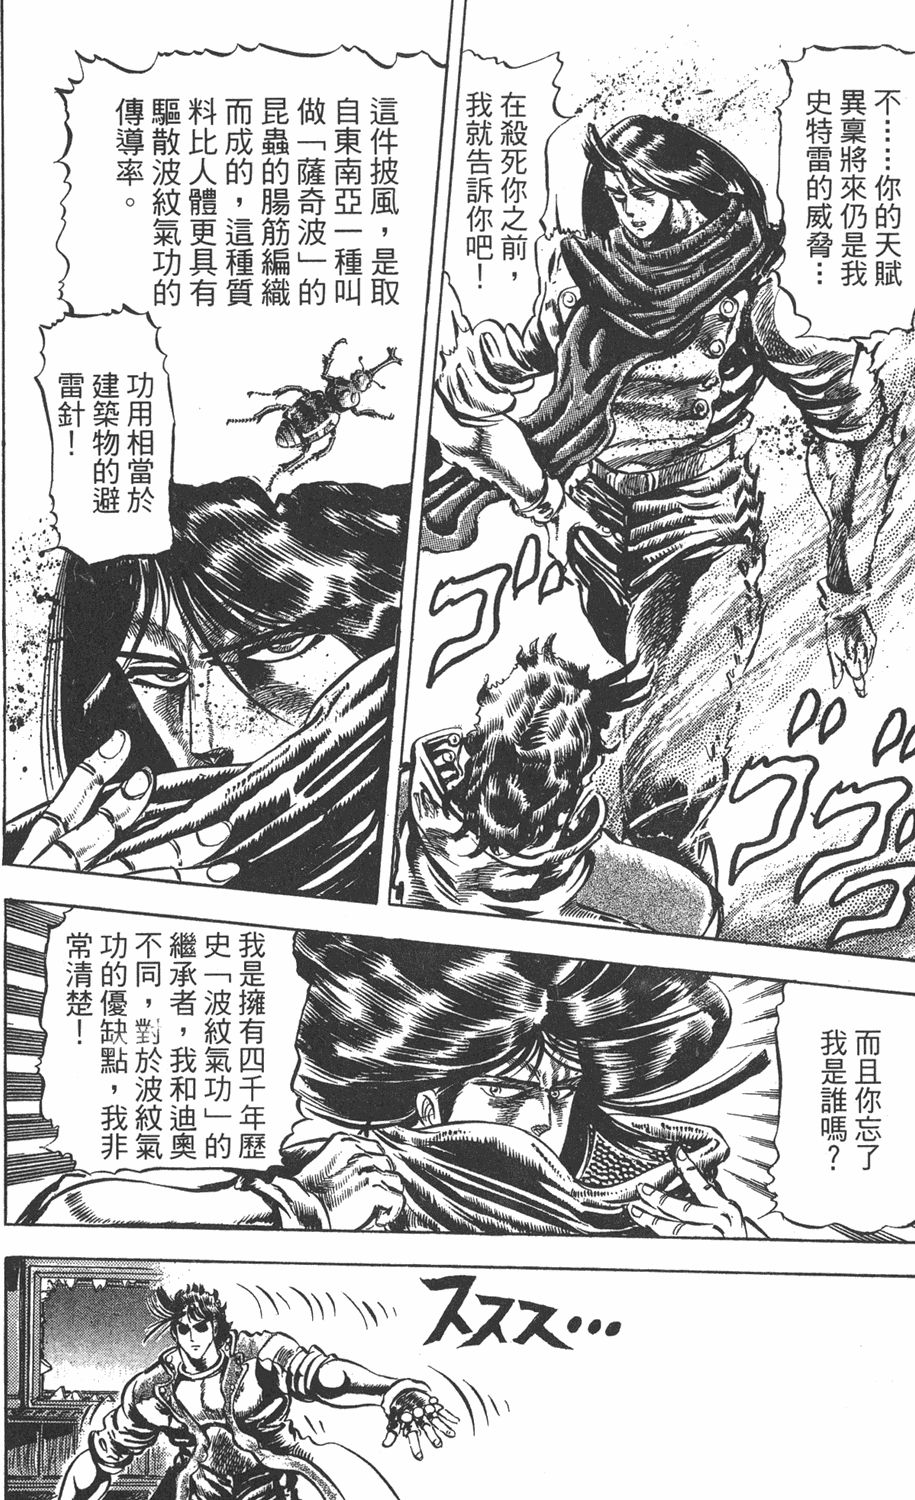 不……你的天賦
異稟將來仍是我
史特雷的威脅…
在殺死你之前，
我就告訴你吧！
ゴゴゴ
這件披風，是取
自東南亞一種叫
做「薩奇波」的
昆蟲的腸筋編織
而成的，這種質
料比人體更具有
驅散波紋氣功的
傳導率。
功用相當於
建築物的避
雷針！
而且你忘了
我是誰嗎？
我是擁有四千年歷
史「波紋氣功」的
繼承者，我和迪奧
不同，對於波紋氣
功的優缺點，我非
常清楚！
ススス…